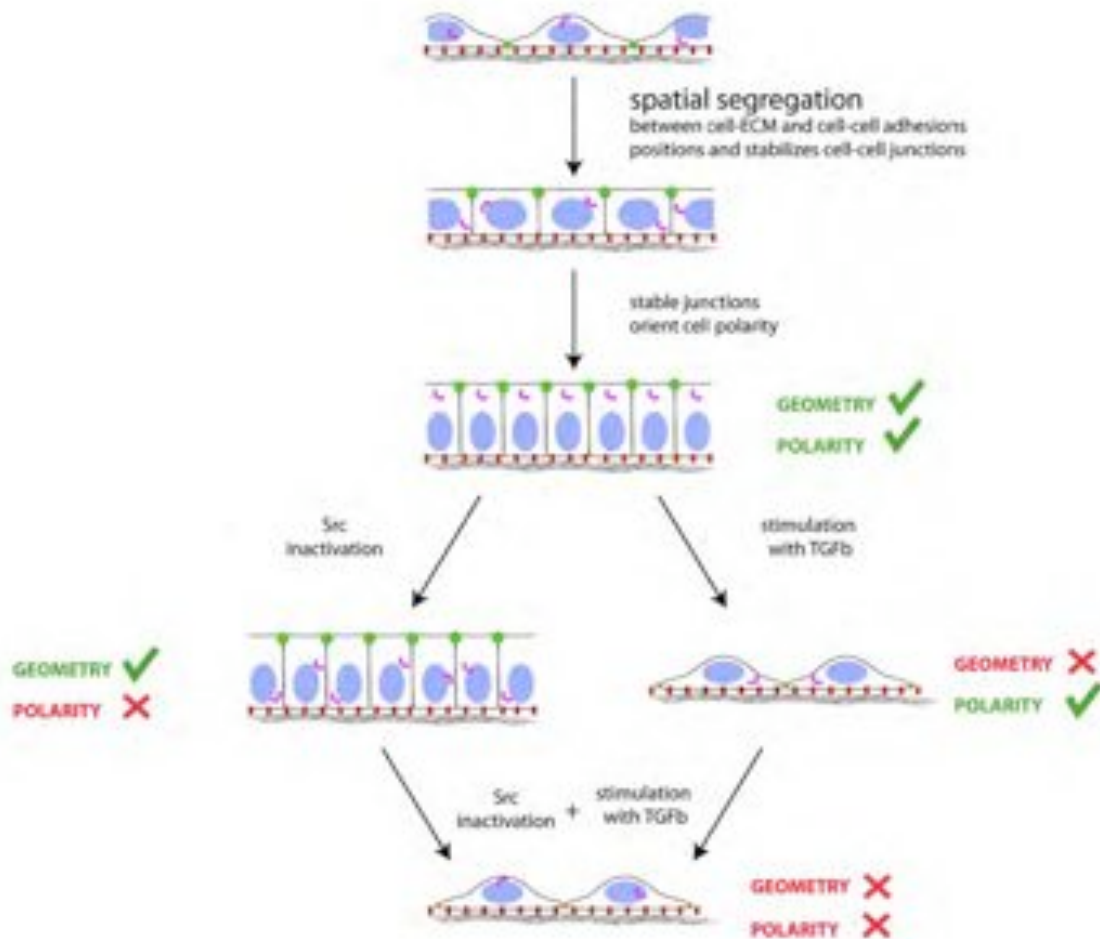 spatial segregation
between cell-ECM and cell-cell adhesions
positions and stabilizes cell-cell junctions
stable junctions
orient cell polarity
GEOMETRY
POLARITY
Src
inactivation
stimulation
with TGFb
GEOMETRY
POLARITY
GEOMETRY
POLARITY
Src
inactivation
+
stimulation
with TGFb
GEOMETRY
POLARITY